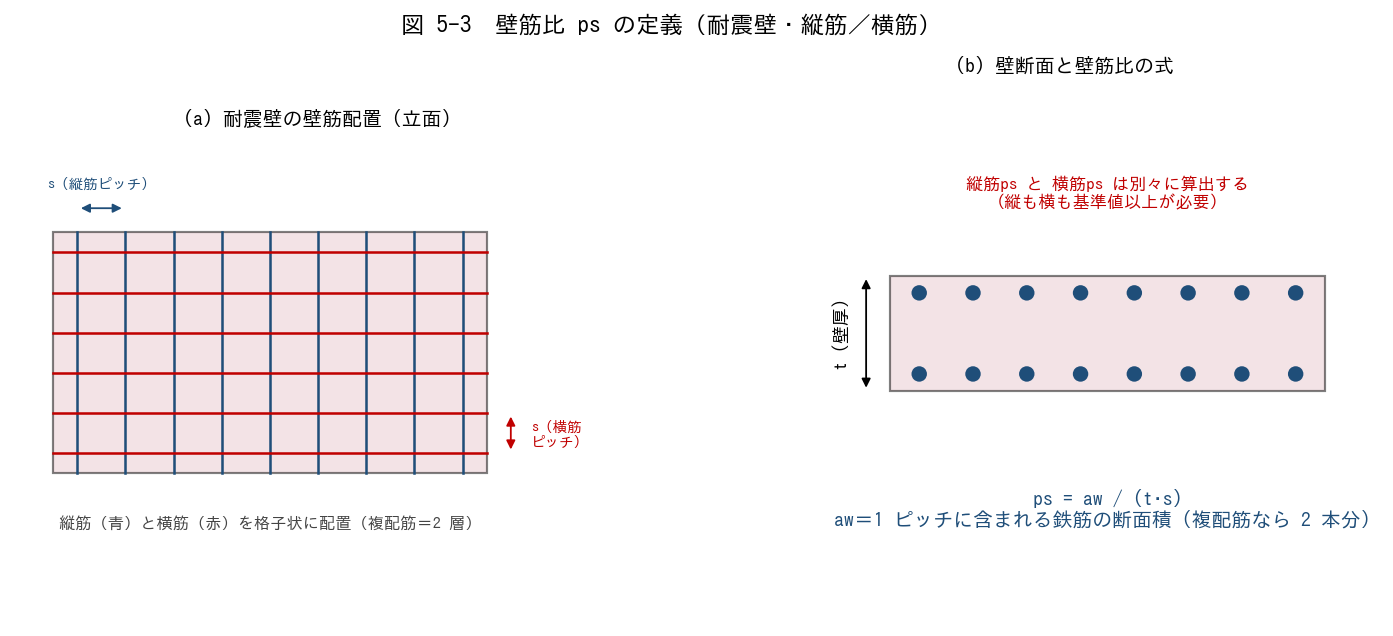 図 5-3　壁筋比 ps の定義（耐震壁・縦筋／横筋）
(b) 壁断面と壁筋比の式
(a) 耐震壁の壁筋配置（立面）
s（縦筋ピッチ）
縦筋ps と 横筋ps は別々に算出する
（縦も横も基準値以上が必要）
t（壁厚）
s（横筋
ピッチ）
縦筋（青）と横筋（赤）を格子状に配置（複配筋＝2 層）
ps = aw / (t·s)
aw＝1 ピッチに含まれる鉄筋の断面積（複配筋なら 2 本分）